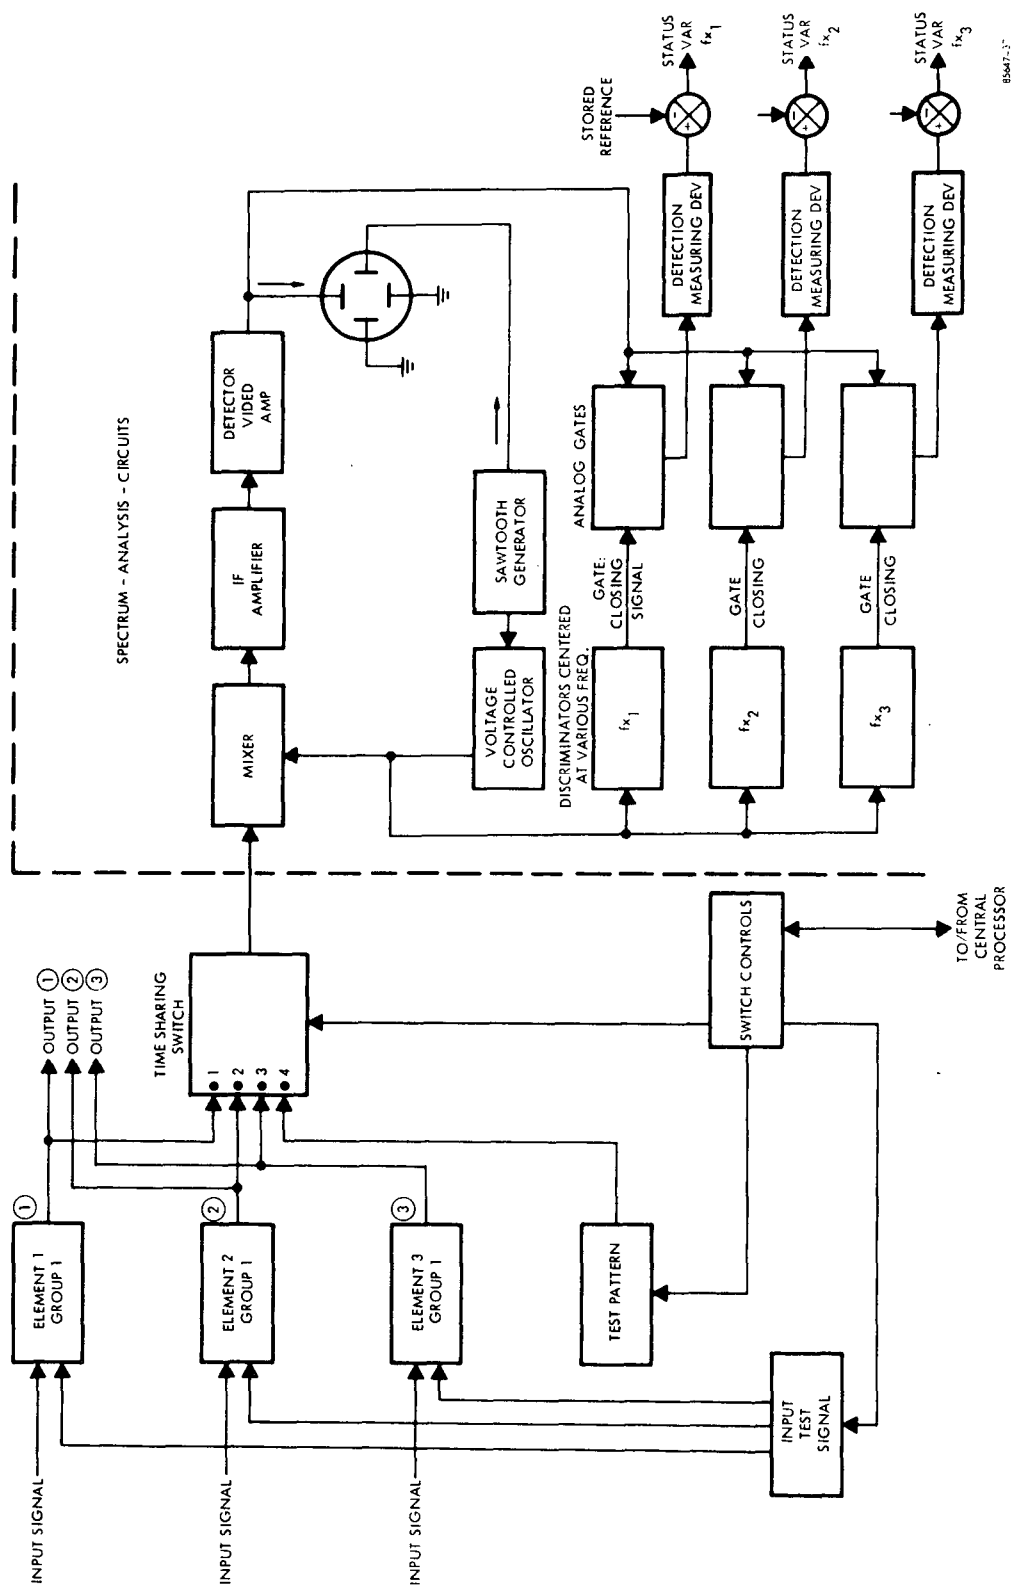 INPUT SIGNAL
INPUT SIGNAL
INPUT SIGNAL
1
ELEMENT 1
GROUP 1
2
ELEMENT 2
GROUP 1
3
ELEMENT 3
GROUP 1
TEST PATTERN
INPUT
TEST
SIGNAL
OUTPUT 1
OUTPUT 2
OUTPUT 3
TIME SHARING
SWITCH
1
2
3
4
SWITCH CONTROLS
TO/FROM
CENTRAL
PROCESSOR
SPECTRUM - ANALYSIS - CIRCUITS
MIXER
IF
AMPLIFIER
DETECTOR
VIDEO
AMP
VOLTAGE
CONTROLLED
OSCILLATOR
SAWTOOTH
GENERATOR
DISCRIMINATORS CENTERED
AT VARIOUS FREQ.
fx1
fx2
fx3
GATE:
CLOSING
SIGNAL
GATE
CLOSING
GATE
CLOSING
ANALOG GATES
DETECTION
MEASURING DEV
DETECTION
MEASURING DEV
DETECTION
MEASURING DEV
STORED
REFERENCE
+ -
+ -
+ -
STATUS
VAR
fx1
STATUS
VAR
fx2
STATUS
VAR
fx3